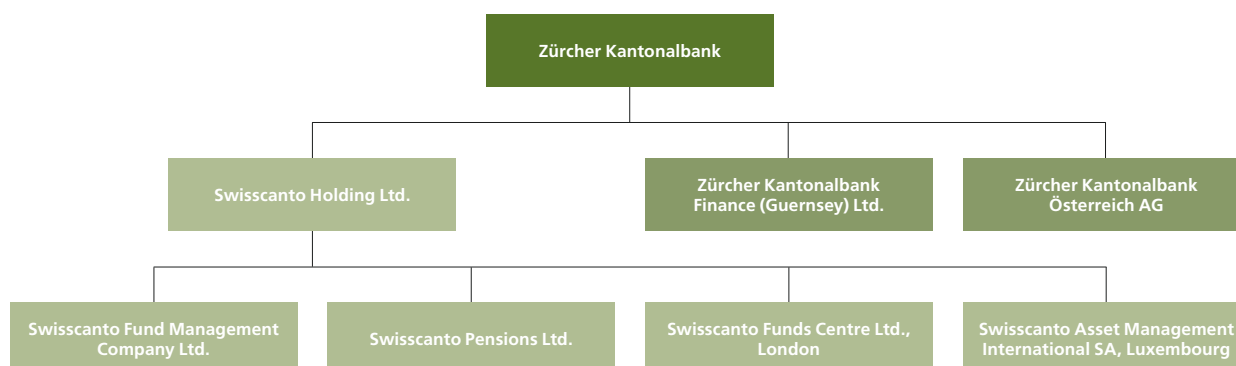 Zürcher Kantonalbank
Swisscanto Holding Ltd.
Zürcher Kantonalbank
Finance (Guernsey) Ltd.
Zürcher Kantonalbank
Österreich AG
Swisscanto Fund Management
Company Ltd.
Swisscanto Pensions Ltd.
Swisscanto Funds Centre Ltd.,
London
Swisscanto Asset Management
International SA, Luxembourg